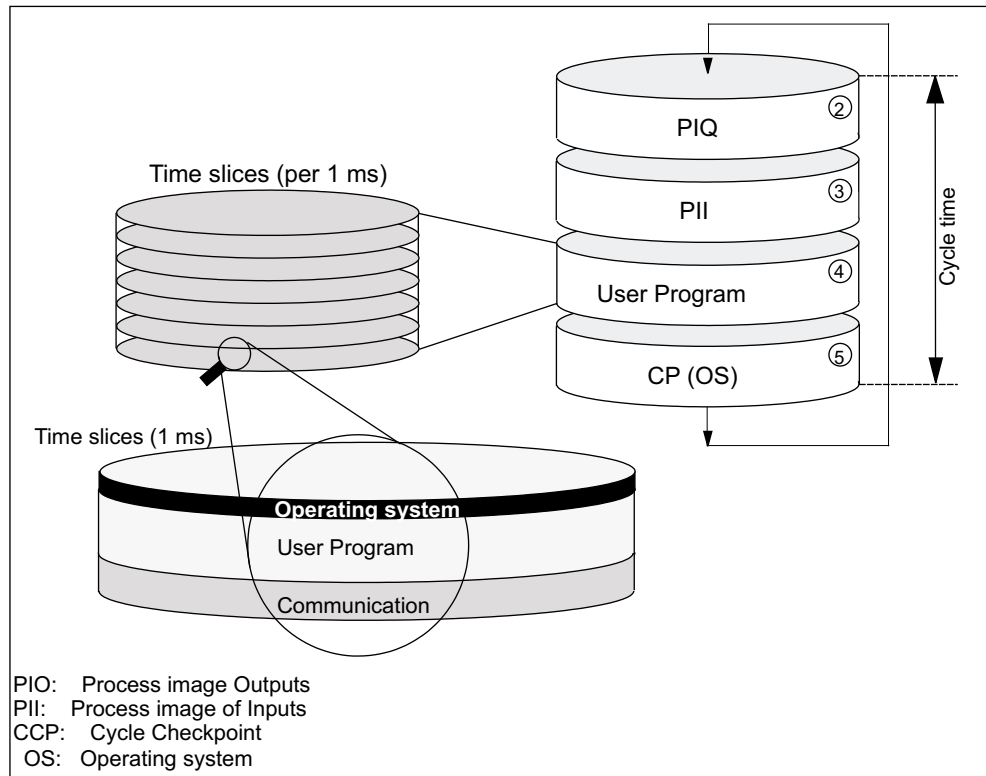 ②
PIQ
Time slices (per 1 ms)
③
PII
④
User Program
Cycle time
⑤
CP (OS)
Time slices (1 ms)
Operating system
User Program
Communication
PIO: Process image Outputs
PII: Process image of Inputs
CCP: Cycle Checkpoint
OS: Operating system